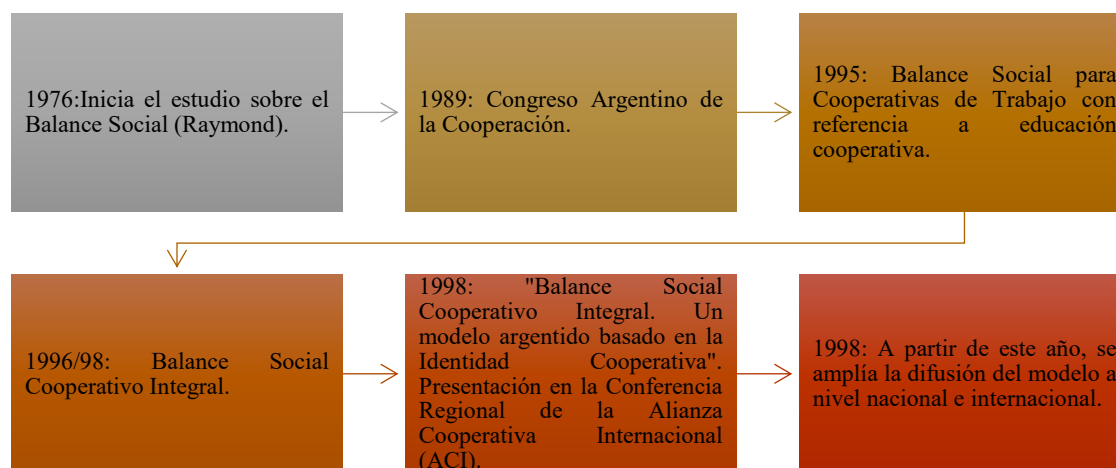 1976:Inicia el estudio sobre el
Balance Social (Raymond).
1989: Congreso Argentino de
la Cooperación.
1995: Balance Social para
Cooperativas de Trabajo con
referencia a educación
cooperativa.
1996/98: Balance Social
Cooperativo Integral.
1998: "Balance Social
Cooperativo Integral. Un
modelo argentido basado en la
Identidad Cooperativa".
Presentación en la Conferencia
Regional de la Alianza
Cooperativa Internacional
(ACI).
1998: A partir de este año, se
amplía la difusión del modelo a
nivel nacional e internacional.